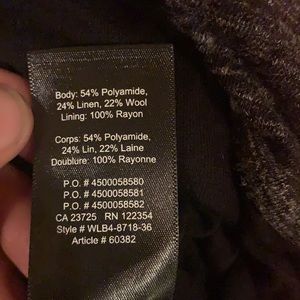 Body: 54% Polyamide,
24% Linen, 22% Wool
Lining: 100% Rayon
Corps: 54% Polyamide,
24% Lin, 22% Laine
Doublure: 100% Rayonne
P.O. # 4500058580
P.O. # 4500058581
P.O. # 4500058582
CA 23725 RN 122354
Style # WLB4-8718-36
Article # 60382